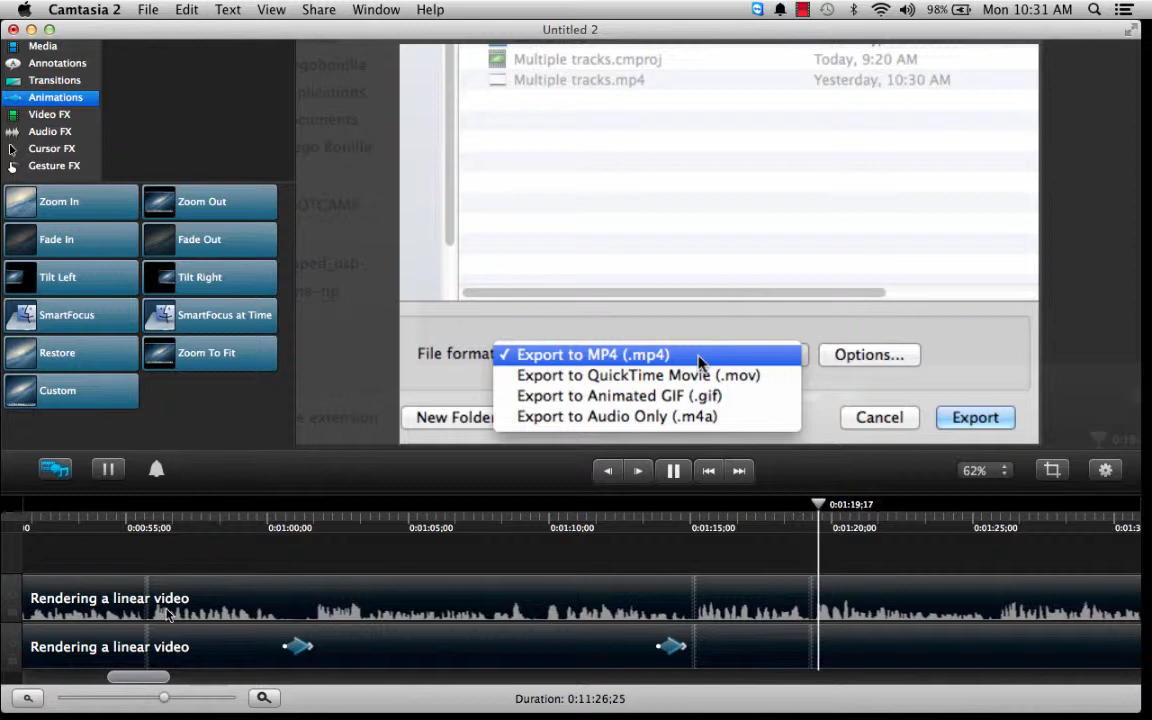 Camtasia 2 File Edit Text View Share Window Help 98% Mon 10:31 AM
Untitled 2
Media
Annotations
Transitions
Animations
Video FX
Audio FX
Cursor FX
Gesture FX
Zoom In Zoom Out
Fade In Fade Out
Tilt Left Tilt Right
SmartFocus SmartFocus at Time
Restore Zoom To Fit
Custom
Multiple tracks.cmproj Today, 9:20 AM
Multiple tracks.mp4 Yesterday, 10:30 AM
File format
Export to MP4 (.mp4)
Export to QuickTime Movie (.mov)
Export to Animated GIF (.gif)
Export to Audio Only (.m4a)
Options...
New Folder Cancel Export
extension
62%
0:01:19;17
0:00:55;00 0:01:00;00 0:01:05;00 0:01:10;00 0:01:15;00 0:01:20;00 0:01:25;00
Rendering a linear video
Rendering a linear video
Duration: 0:11:26;25